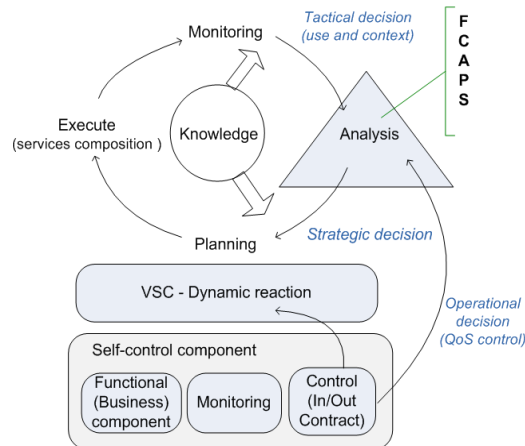 Monitoring
Tactical decision
(use and context)
F
C
A
P
S
Execute
(services composition )
Knowledge
Analysis
Planning
Strategic decision
VSC - Dynamic reaction
Operational
decision
(QoS control)
Self-control component
Functional
(Business)
component
Monitoring
Control
(In/Out
Contract)